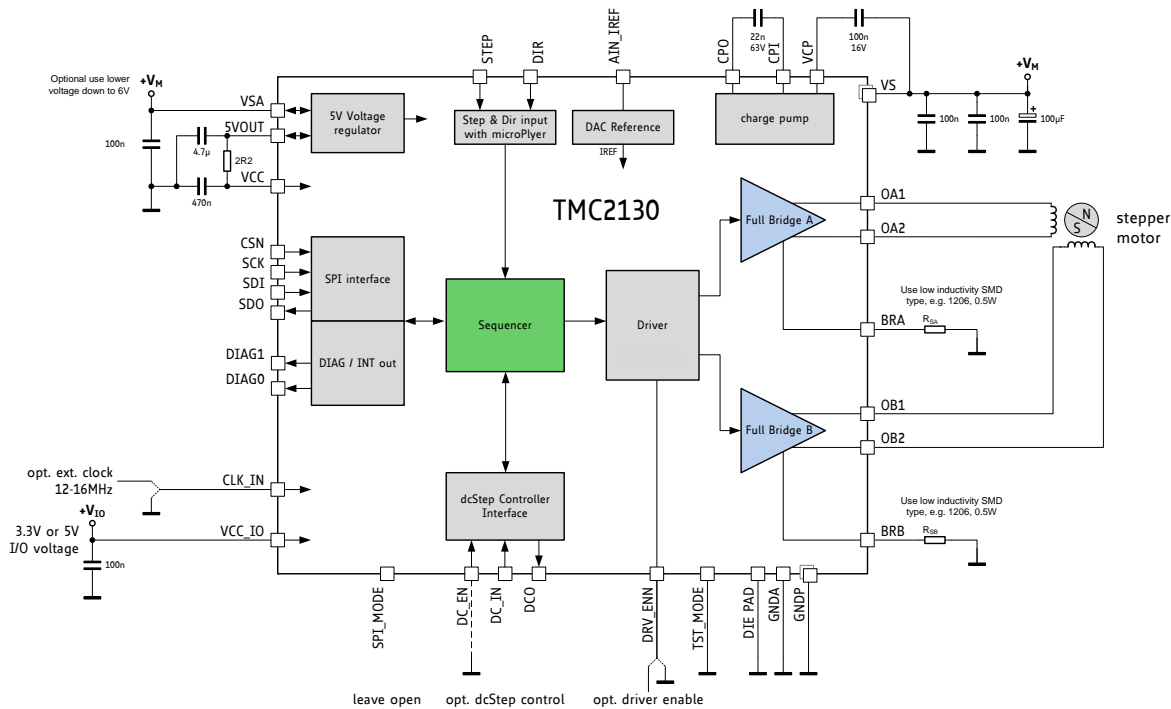 Optional use lower
voltage down to 6V
+VM
100n
4.7µ
2R2
470n
VSA
5VOUT
VCC
5V Voltage
regulator
STEP
DIR
Step & Dir input
with microPlyer
AIN_IREF
DAC Reference
IREF
CPO
22n
63V
CPI
VCP
100n
16V
charge pump
VS
+VM
100n
100n
+
100µF
TMC2130
CSN
SCK
SDI
SDO
SPI interface
DIAG1
DIAG0
DIAG / INT out
Sequencer
Driver
Full Bridge A
OA1
OA2
N
S
stepper
motor
Use low inductivity SMD
type, e.g. 1206, 0.5W
BRA
RSA
Full Bridge B
OB1
OB2
Use low inductivity SMD
type, e.g. 1206, 0.5W
BRB
RSB
opt. ext. clock
12-16MHz
CLK_IN
+VIO
3.3V or 5V
I/O voltage
VCC_IO
100n
dcStep Controller
Interface
SPI_MODE
DC_EN
DC_IN
DCO
DRV_ENN
TST_MODE
DIE PAD
GNDA
GNDP
leave open
opt. dcStep control
opt. driver enable